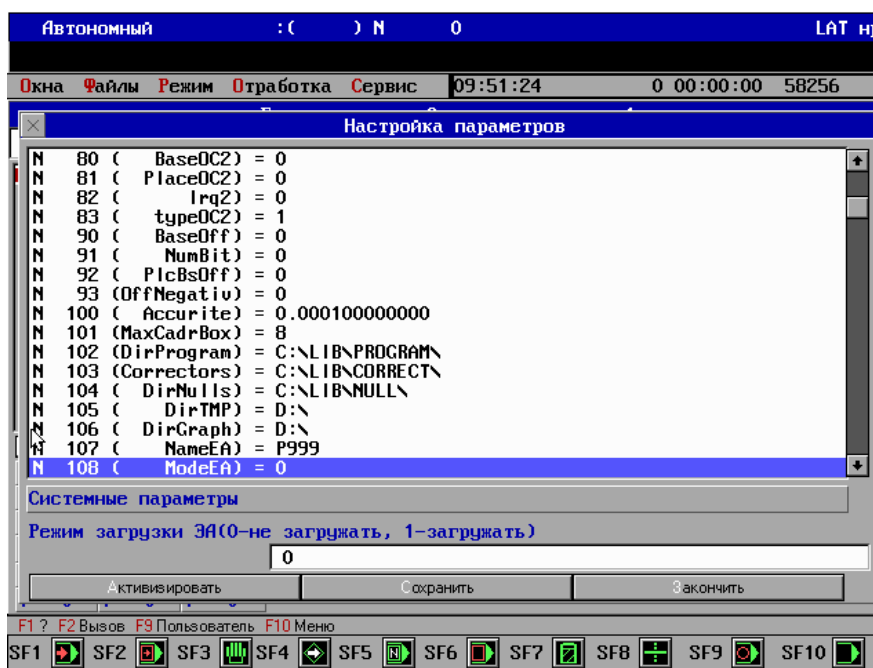 Автономный :( ) N 0 LAT
Окна Файлы Режим Отработка Сервис 09:51:24 0 00:00:00 58256
Настройка параметров
N 80 ( BaseOC2) = 0
N 81 ( PlaceOC2) = 0
N 82 ( Irq2) = 0
N 83 ( typeOC2) = 1
N 90 ( BaseOff) = 0
N 91 ( NumBit) = 0
N 92 ( PlcBsOff) = 0
N 93 (OffNegativ) = 0
N 100 ( Accurite) = 0.000100000000
N 101 (MaxCadrBox) = 8
N 102 (DirProgram) = C:\LIB\PROGRAM\
N 103 (Correctors) = C:\LIB\CORRECT\
N 104 ( DirNulls) = C:\LIB\NULL\
N 105 ( DirTMP) = D:\
N 106 ( DirGraph) = D:\
N 107 ( NameEA) = P999
N 108 ( ModeEA) = 0
Системные параметры
Режим загрузки ЭА(0-не загружать, 1-загружать)
0
Активизировать Сохранить Закончить
F1 ? F2 Вызов F9 Пользователь F10 Меню
SF1 SF2 SF3 SF4 SF5 N SF6 SF7 SF8 SF9 SF10